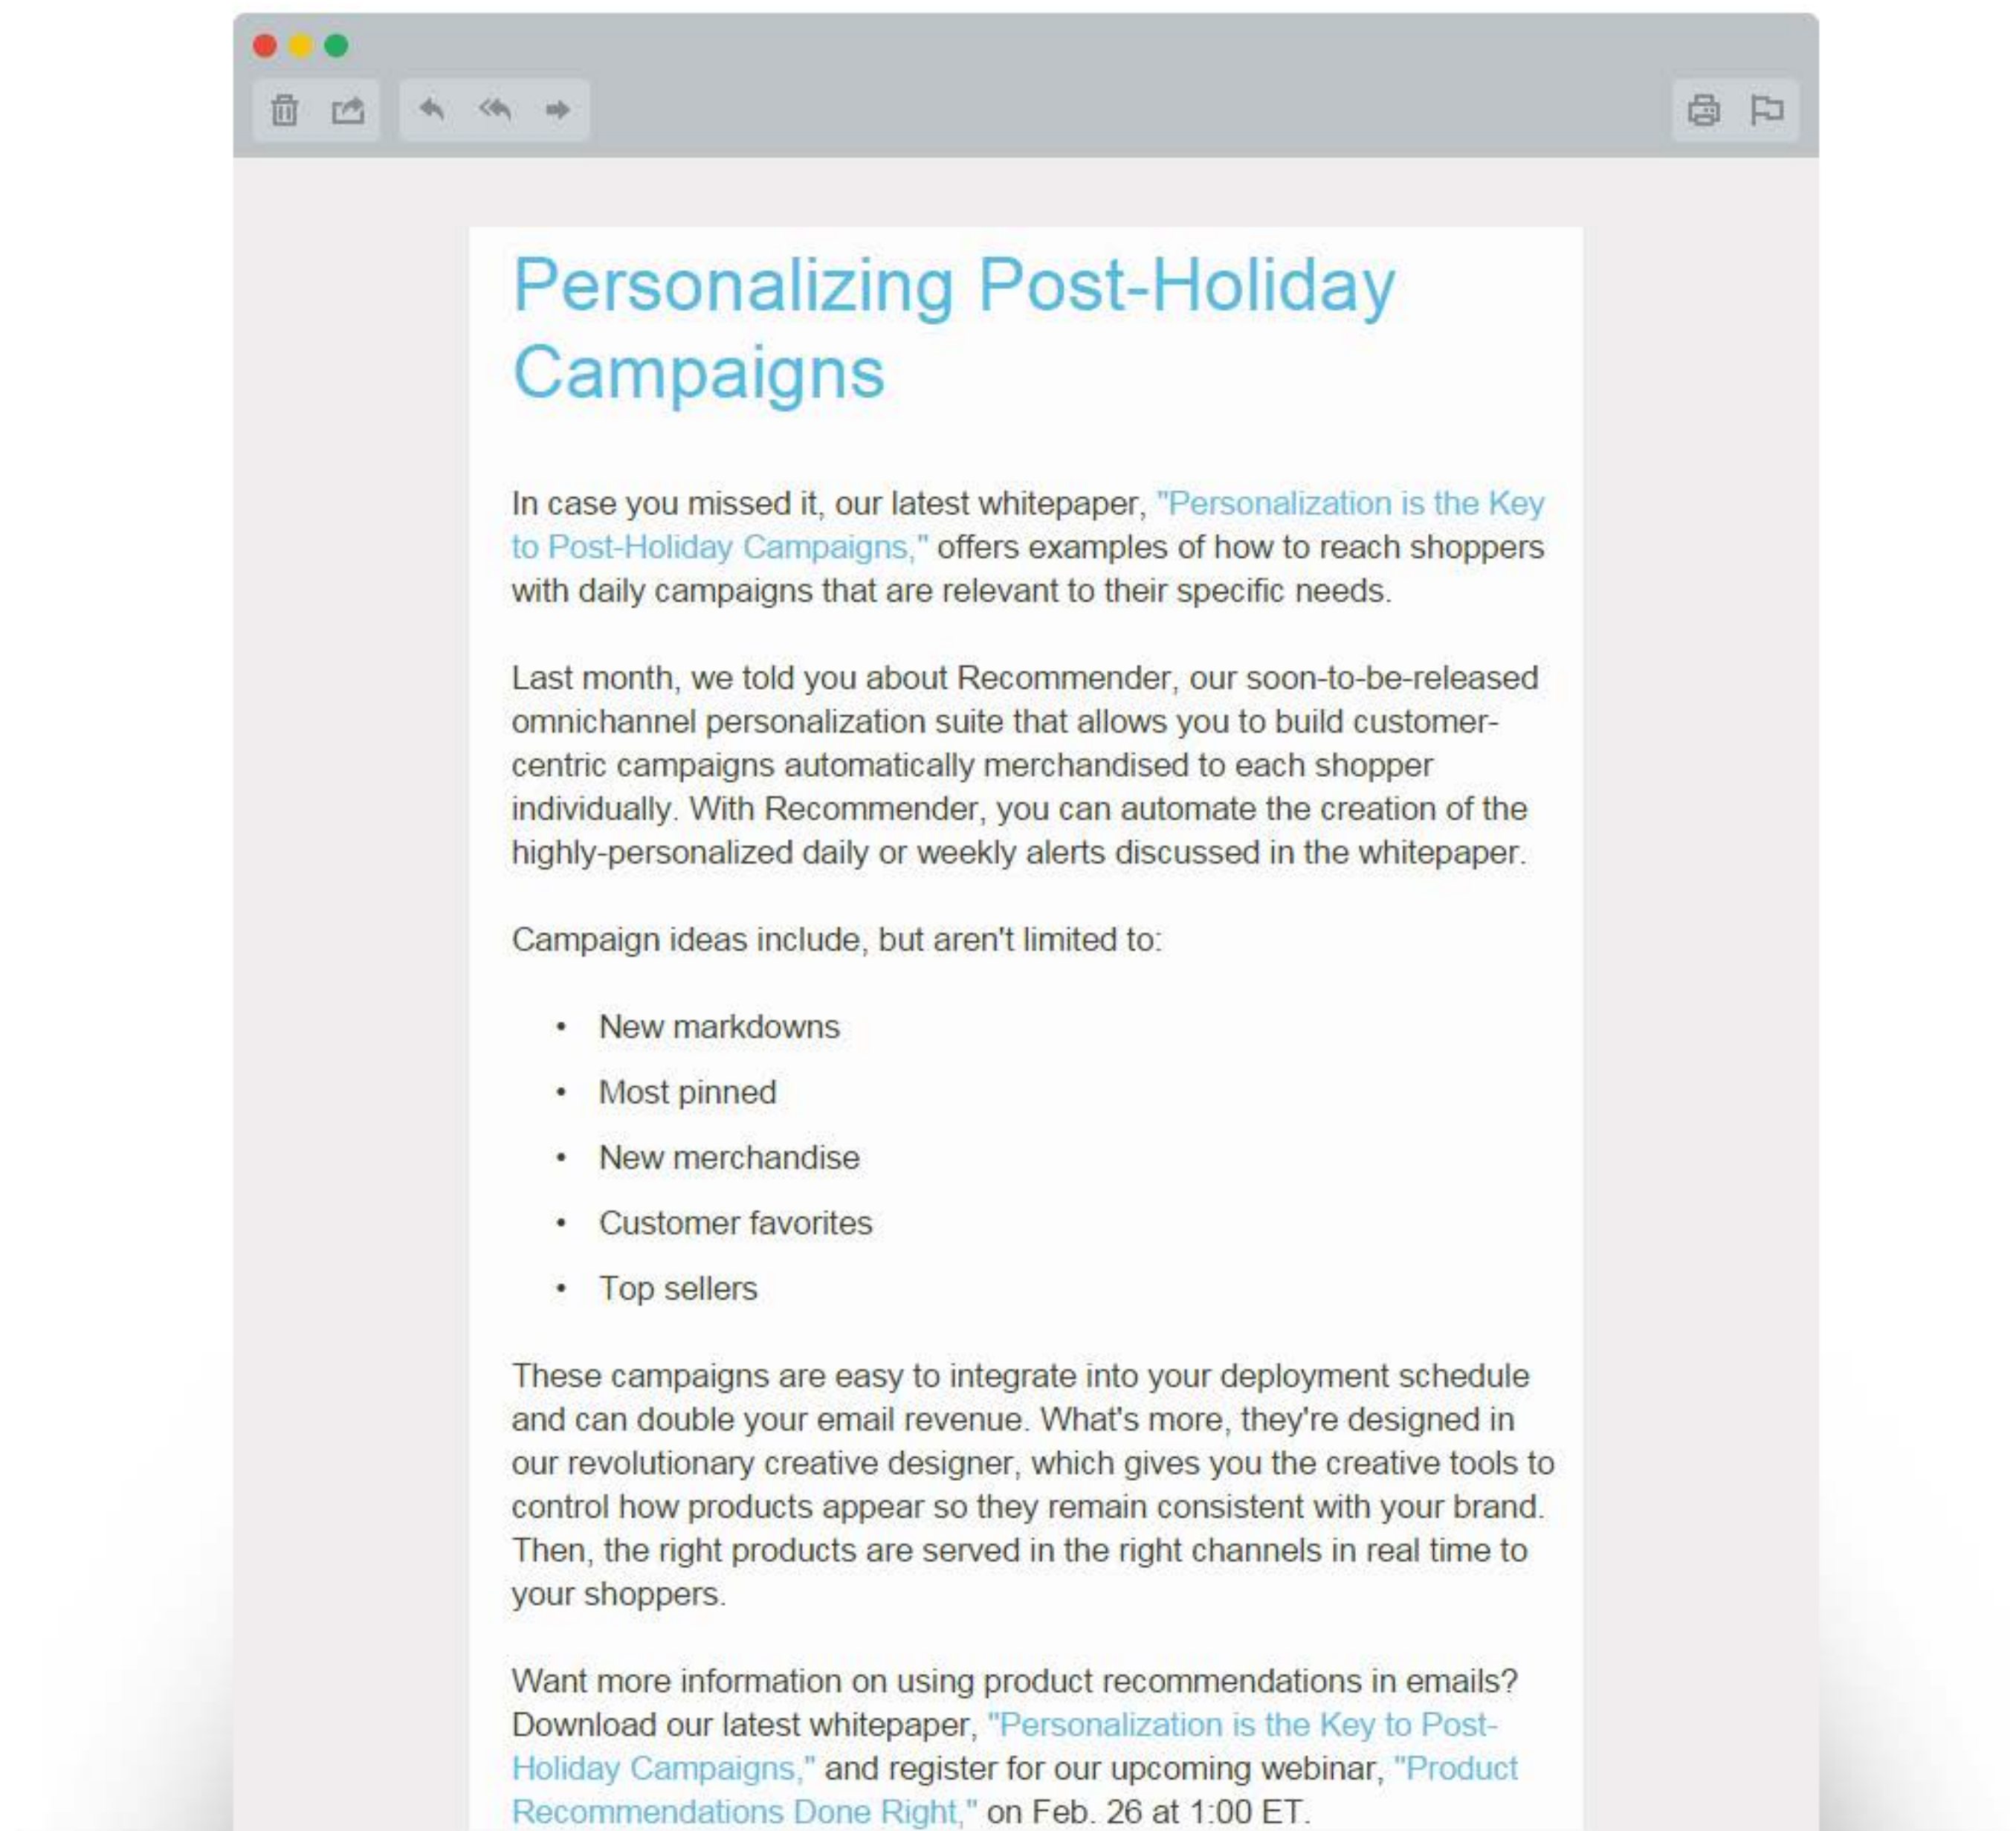 Personalizing Post-Holiday
Campaigns
In case you missed it, our latest whitepaper, "Personalization is the Key
to Post-Holiday Campaigns," offers examples of how to reach shoppers
with daily campaigns that are relevant to their specific needs.
Last month, we told you about Recommender, our soon-to-be-released
omnichannel personalization suite that allows you to build customer-
centric campaigns automatically merchandised to each shopper
individually. With Recommender, you can automate the creation of the
highly-personalized daily or weekly alerts discussed in the whitepaper.
Campaign ideas include, but aren't limited to:
• New markdowns
• Most pinned
• New merchandise
• Customer favorites
• Top sellers
These campaigns are easy to integrate into your deployment schedule
and can double your email revenue. What's more, they're designed in
our revolutionary creative designer, which gives you the creative tools to
control how products appear so they remain consistent with your brand.
Then, the right products are served in the right channels in real time to
your shoppers.
Want more information on using product recommendations in emails?
Download our latest whitepaper, "Personalization is the Key to Post-
Holiday Campaigns," and register for our upcoming webinar, "Product
Recommendations Done Right," on Feb. 26 at 1:00 ET.